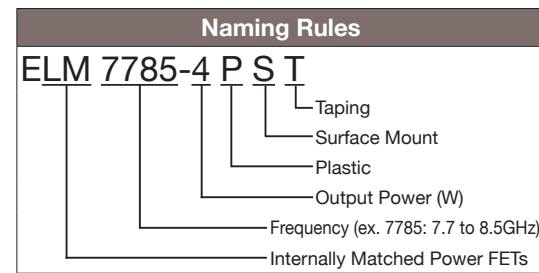 Naming Rules
ELM 7785-4 P S T
Taping
Surface Mount
Plastic
Output Power (W)
Frequency (ex. 7785: 7.7 to 8.5GHz)
Internally Matched Power FETs